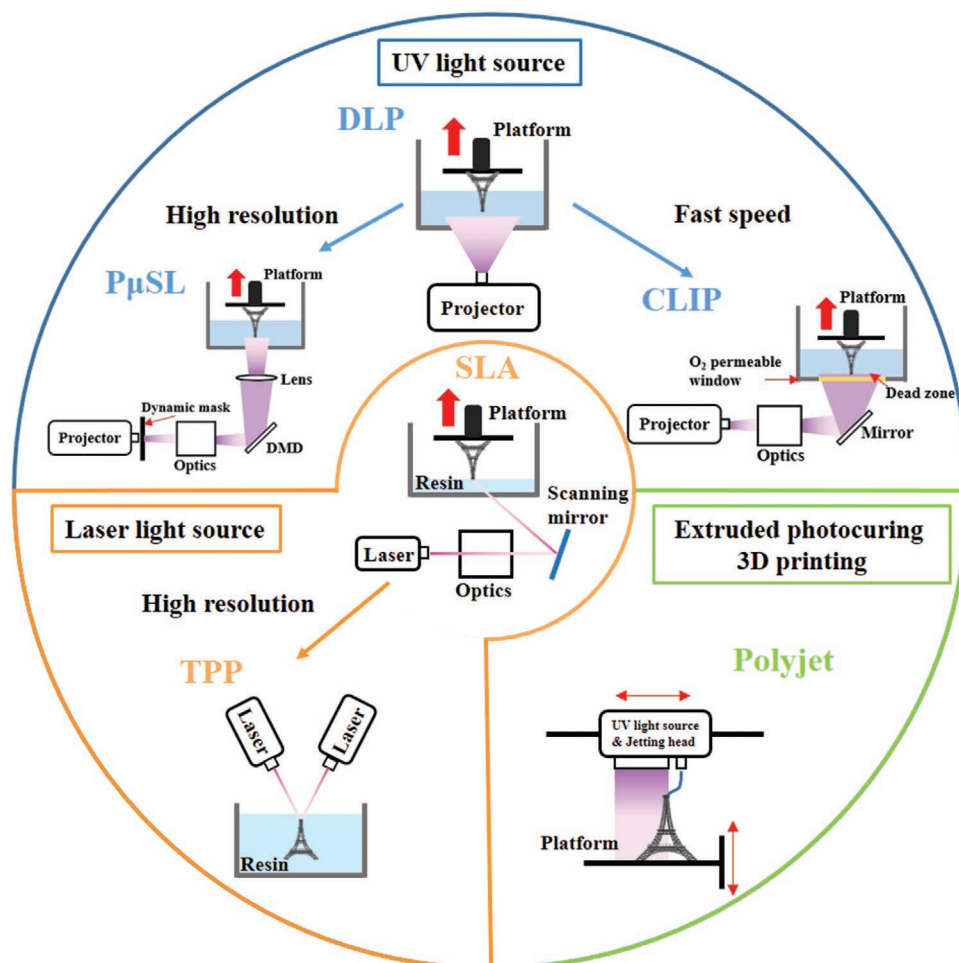 UV light source
DLP
Platform
High resolution
Fast speed
PμSL
Platform
Projector
CLIP
Platform
Lens
SLA
O₂ permeable
window
Dead zone
Dynamic mask
Projector
Optics
DMD
Platform
Projector
Optics
Mirror
Resin
Scanning
mirror
Laser light source
Laser
Optics
Extruded photocuring
3D printing
High resolution
TPP
Laser
Laser
Resin
Polyjet
UV light source
& Jetting head
Platform